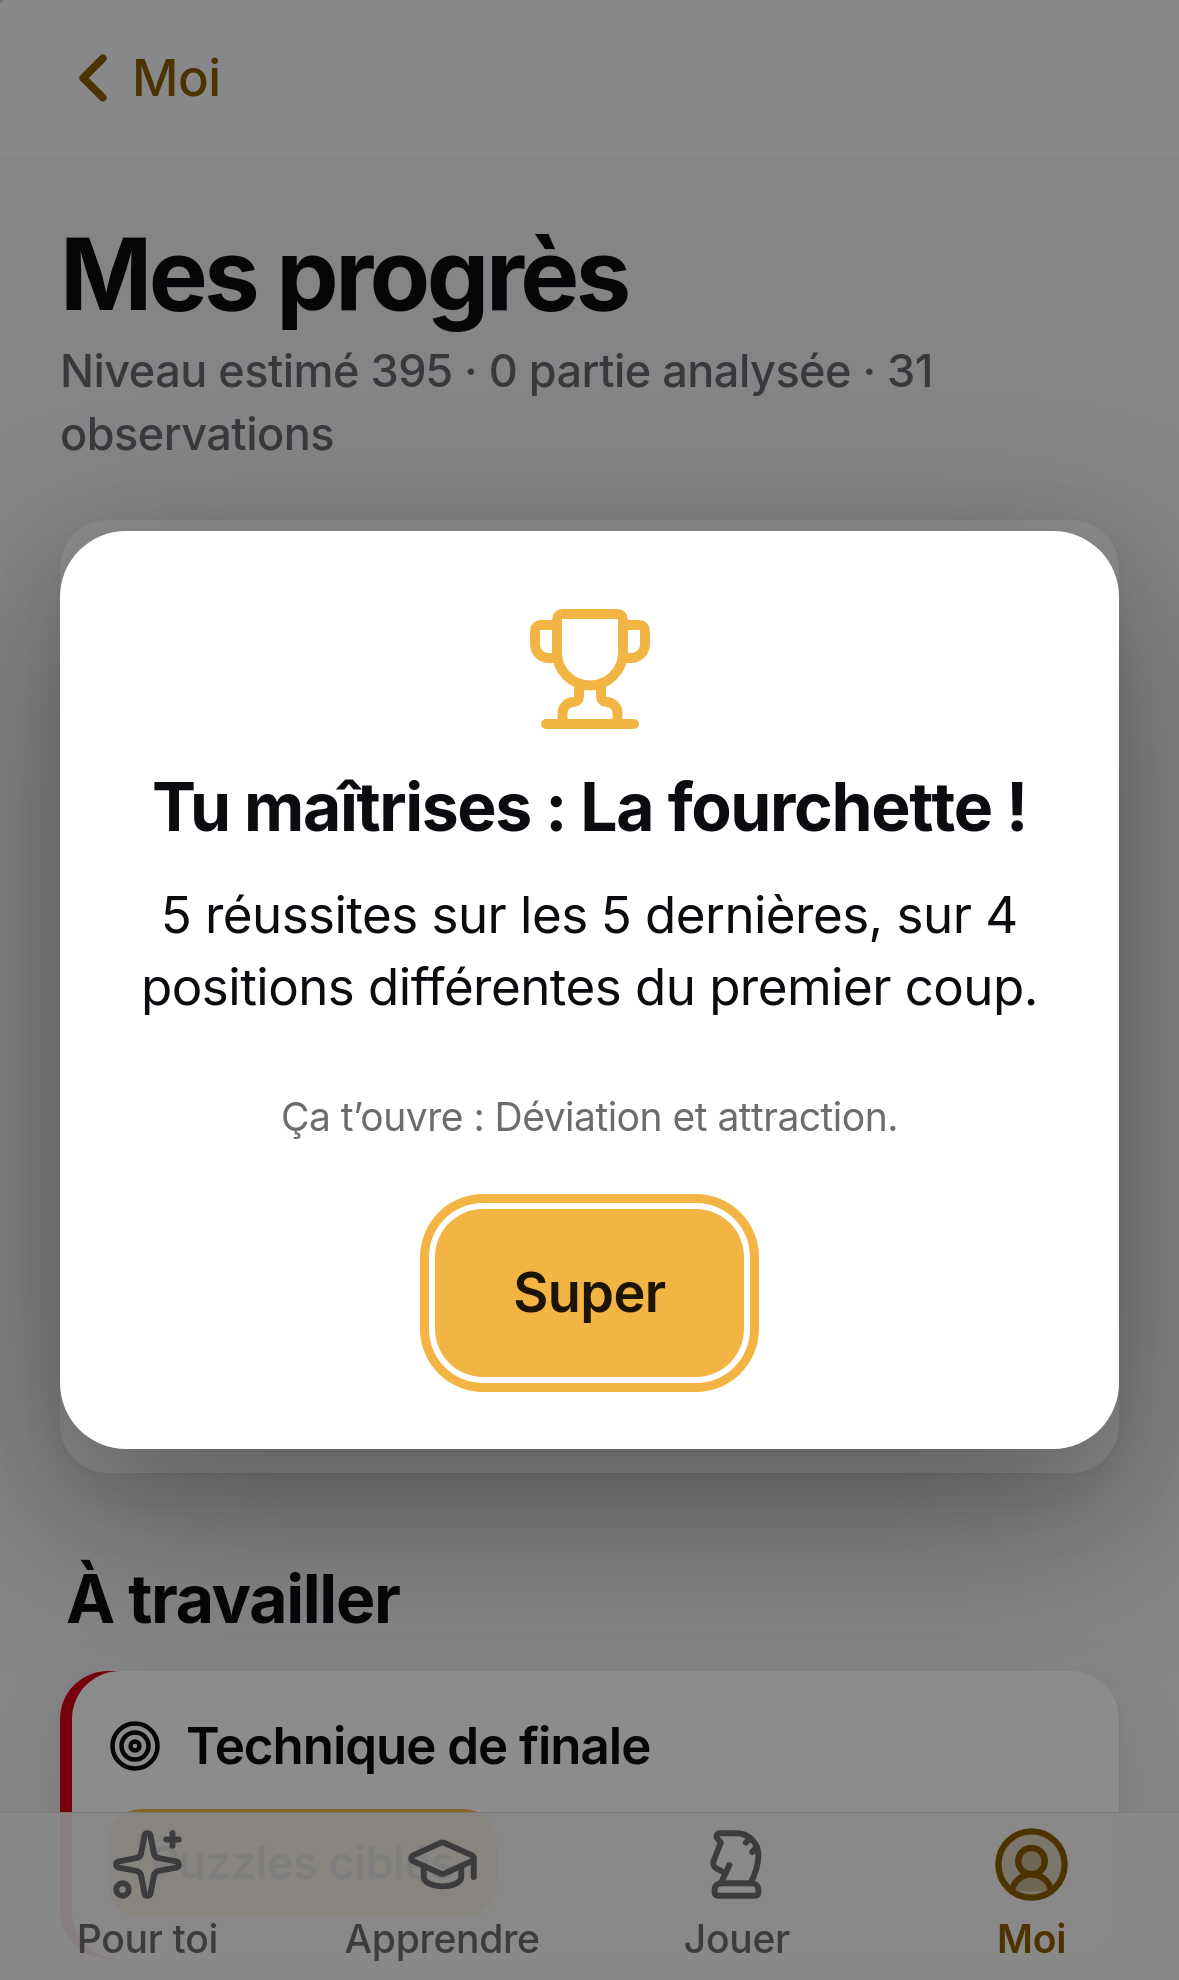 Moi
Mes progrès
Niveau estimé 395 · 0 partie analysée · 31
observations
Tu maîtrises : La fourchette !
5 réussites sur les 5 dernières, sur 4
positions différentes du premier coup.
Ça t’ouvre : Déviation et attraction.
Super
À travailler
Technique de finale
Puzzles ciblés
Pour toi
Apprendre
Jouer
Moi